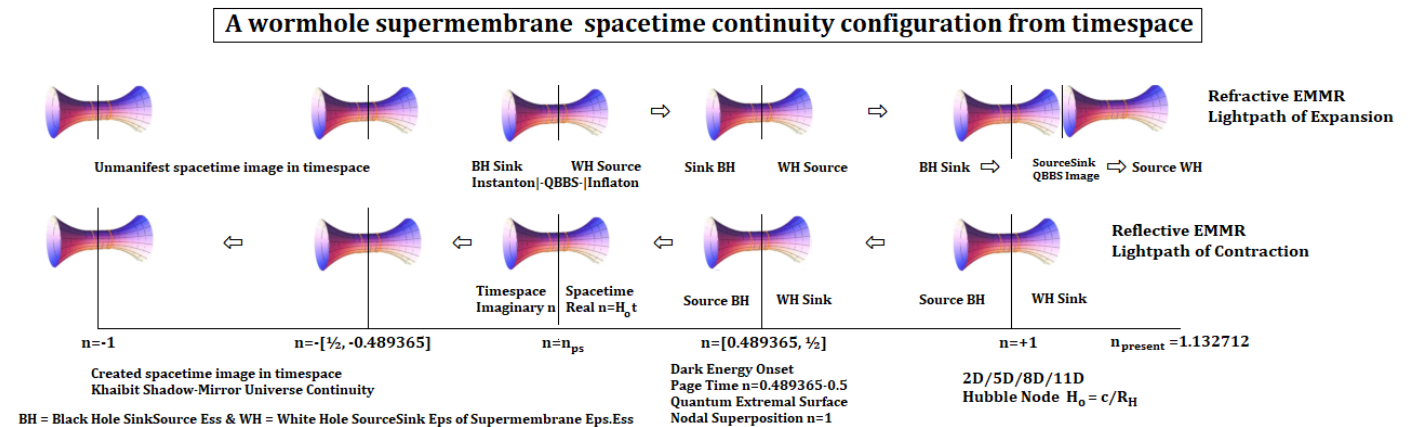 A wormhole supermembrane spacetime continuity configuration from timespace
Refractive EMMR
Lightpath of Expansion
Unmanifest spacetime image in timespace
BH Sink WH Source
Instanton|-QBBS-|Inflaton
Sink BH WH Source
BH Sink ⇨ SourceSink ⇨ Source WH
QBBS Image
⇨ ⇨
Reflective EMMR
Lightpath of Contraction
⇦ ⇦ ⇦ ⇦
Timespace Spacetime
Imaginary n Real n=Hₒt
Source BH WH Sink
Source BH WH Sink
n=-1 n=-[½, -0.489365] n=nₚₛ n=[0.489365, ½] n=+1 n present =1.132712
Created spacetime image in timespace
Khaibit Shadow-Mirror Universe Continuity
Dark Energy Onset
Page Time n=0.489365-0.5
Quantum Extremal Surface
Nodal Superposition n=1
2D/5D/8D/11D
Hubble Node Hₒ= c/R_H
BH = Black Hole SinkSource Ess & WH = White Hole SourceSink Eps of Supermembrane Eps.Ess